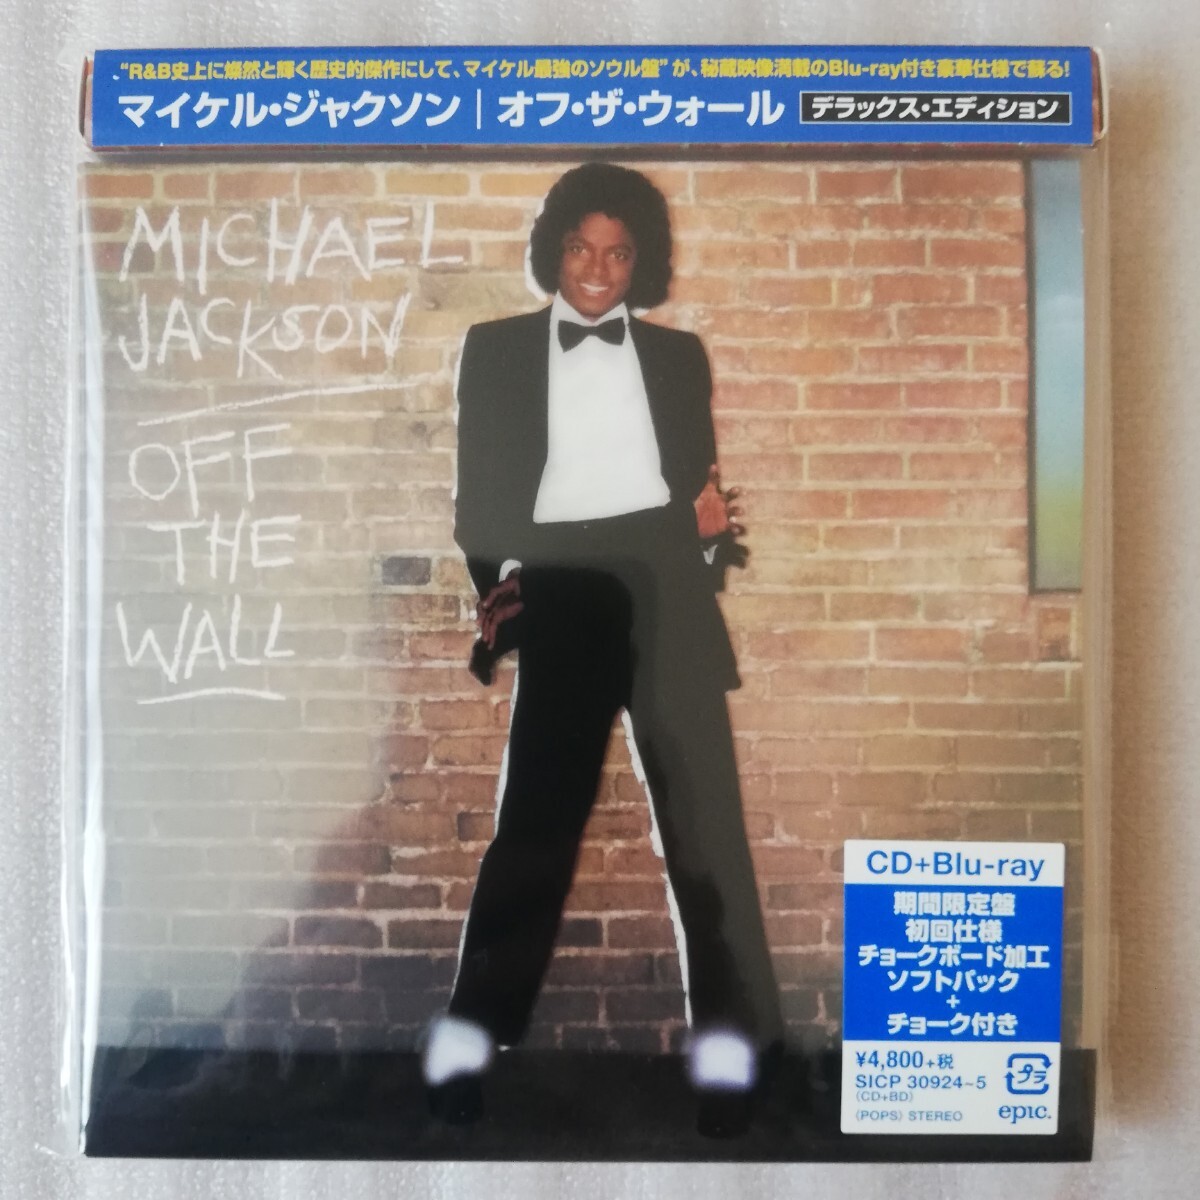 “R&B史上に燦然と輝く歴史的傑作にして、マイケル最強のソウル盤”が、秘蔵映像満載のBlu-ray付き豪華仕様で蘇る!
マイケル・ジャクソン|オフ・ザ・ウォール デラックス・エディション
MICHAEL
JACKSON
OFF
THE
WALL
CD+Blu-ray
期間限定盤
初回仕様
チョークボード加工
ソフトパック
+
チョーク付き
¥4,800+税
SICP 30924~5
(CD+BD)
(POPS) STEREO
プラ
epic.